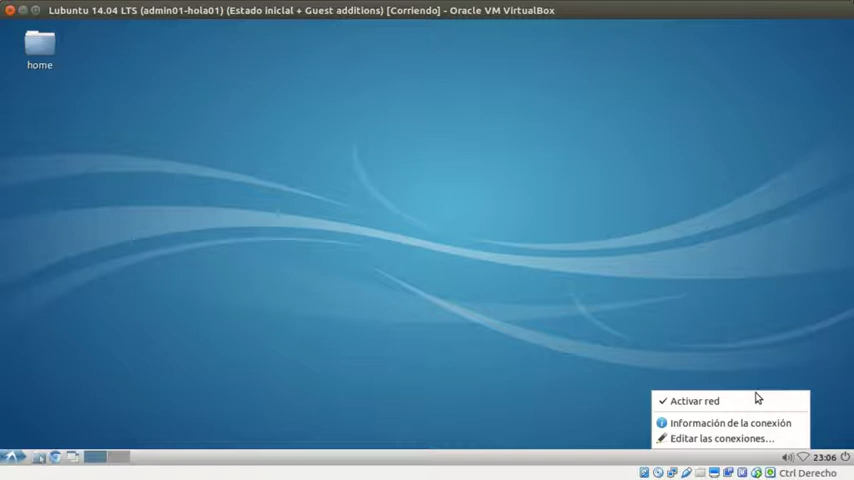 Lubuntu 14.04 LTS (admin01-hola01) (Estado inicial + Guest additions) [Corriendo] - Oracle VM VirtualBox
home
Activar red
Información de la conexión
Editar las conexiones...
23:06
Ctrl Derecho